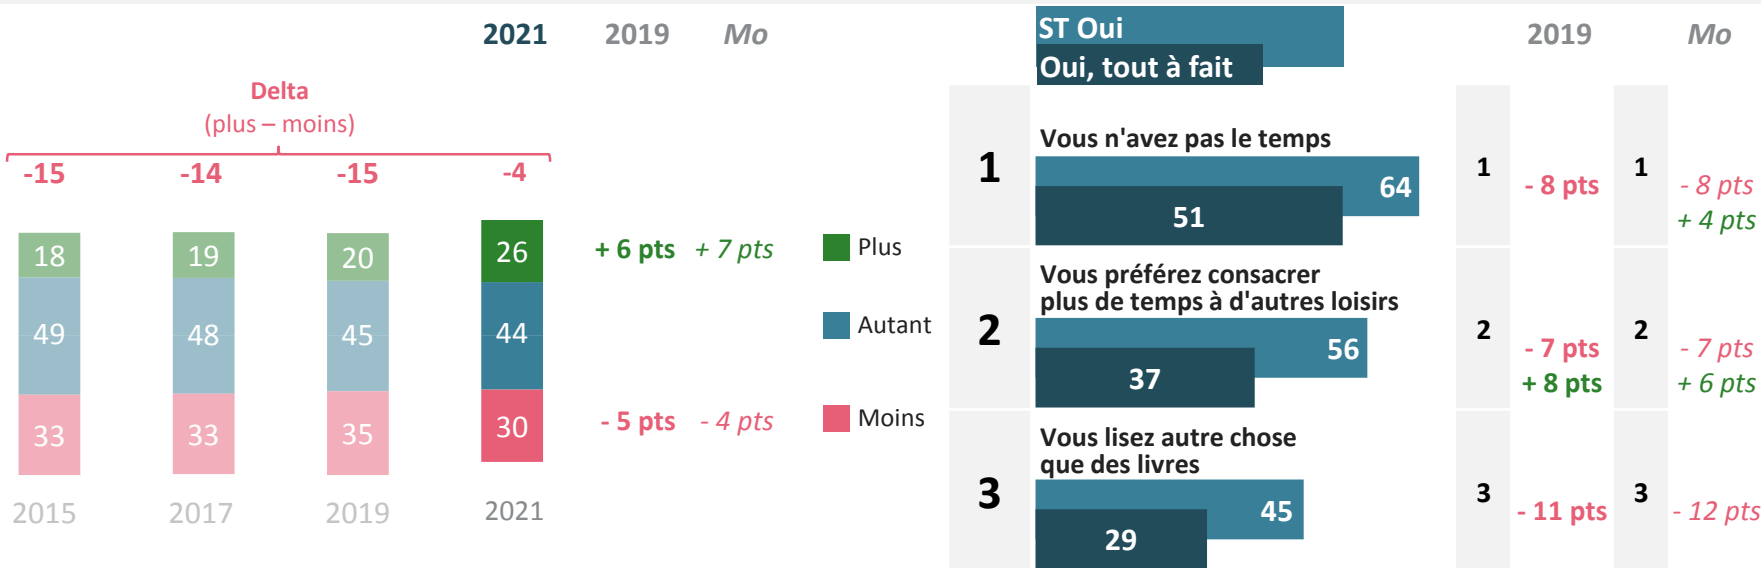 2021 2019 Mo
Delta
(plus – moins)
-15 -14 -15 -4
18 19 20 26 + 6 pts + 7 pts Plus
49 48 45 44 Autant
33 33 35 30 - 5 pts - 4 pts Moins
2015 2017 2019 2021
ST Oui 2019 Mo
Oui, tout à fait
Vous n'avez pas le temps
1 64 1 - 8 pts 1 - 8 pts
51 + 4 pts
Vous préférez consacrer
plus de temps à d'autres loisirs
2 56 2 - 7 pts 2 - 7 pts
37 + 8 pts + 6 pts
Vous lisez autre chose
que des livres
3 45 3 - 11 pts 3 - 12 pts
29